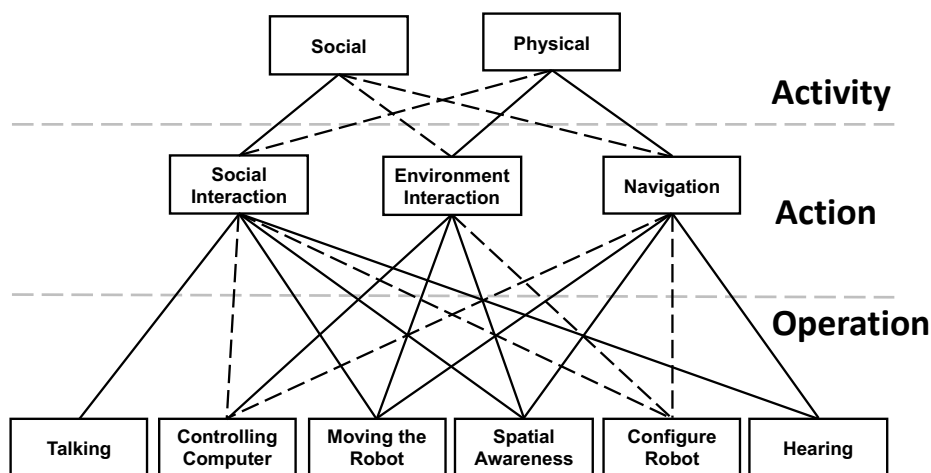 Social
Physical
Activity
Social
Interaction
Environment
Interaction
Navigation
Action
Operation
Talking
Controlling
Computer
Moving the
Robot
Spatial
Awareness
Configure
Robot
Hearing